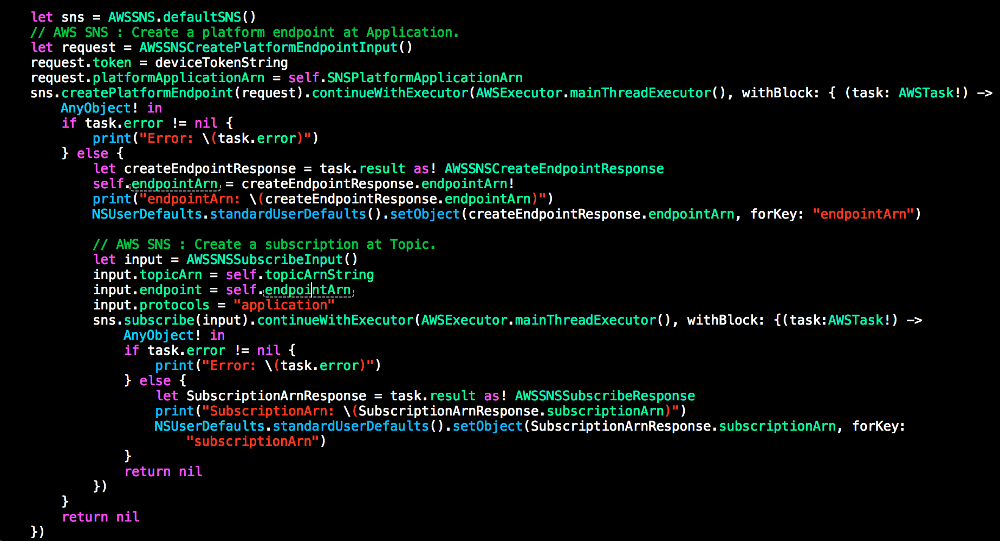 let sns = AWSSNS.defaultSNS()
// AWS SNS : Create a platform endpoint at Application.
let request = AWSSNSCreatePlatformEndpointInput()
request.token = deviceTokenString
request.platformApplicationArn = self.SNSPlatformApplicationArn
sns.createPlatformEndpoint(request).continueWithExecutor(AWSExecutor.mainThreadExecutor(), withBlock: { (task: AWSTask!) ->
AnyObject! in
if task.error != nil {
print("Error: \(task.error)")
} else {
let createEndpointResponse = task.result as! AWSSNSCreateEndpointResponse
self.endpointArn = createEndpointResponse.endpointArn!
print("endpointArn: \(createEndpointResponse.endpointArn)")
NSUserDefaults.standardUserDefaults().setObject(createEndpointResponse.endpointArn, forKey: "endpointArn")
// AWS SNS : Create a subscription at Topic.
let input = AWSSNSSubscribeInput()
input.topicArn = self.topicArnString
input.endpoint = self.endpointArn
input.protocols = "application"
sns.subscribe(input).continueWithExecutor(AWSExecutor.mainThreadExecutor(), withBlock: {(task:AWSTask!) ->
AnyObject! in
if task.error != nil {
print("Error: \(task.error)")
} else {
let SubscriptionArnResponse = task.result as! AWSSNSSubscribeResponse
print("SubscriptionArn: \(SubscriptionArnResponse.subscriptionArn)")
NSUserDefaults.standardUserDefaults().setObject(SubscriptionArnResponse.subscriptionArn, forKey:
"subscriptionArn")
}
return nil
})
}
return nil
})